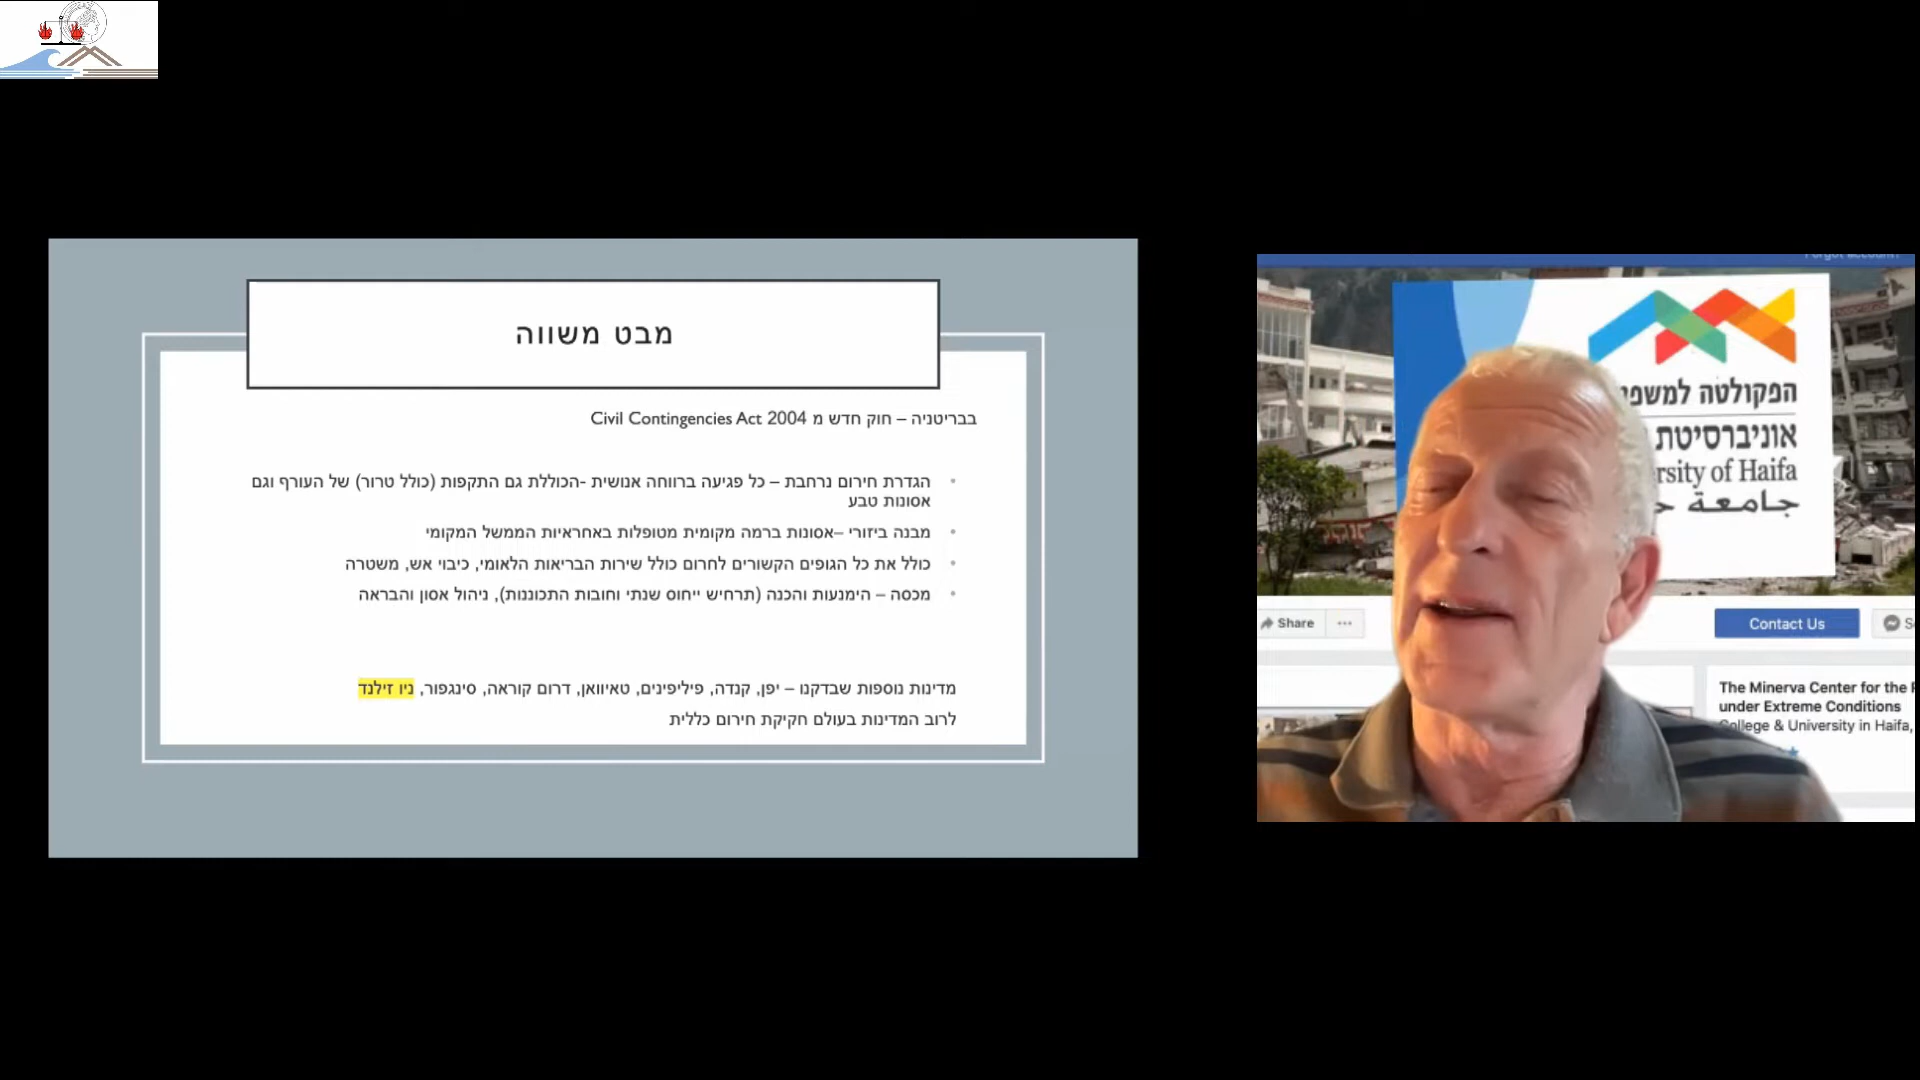 מבט משווה
בבריטניה – חוק חדש מ Civil Contingencies Act 2004
הגדרת חירום נרחבת – כל פגיעה ברווחה אנושית -הכוללת גם התקפות (כולל טרור) של העורף וגם
אסונות טבע
מבנה ביזורי –אסונות ברמה מקומית מטופלות באחראיות הממשל המקומי
כולל את כל הגופים הקשורים לחרום כולל שירות הבריאות הלאומי, כיבוי אש, משטרה
מכסה – הימנעות והכנה (תרחיש ייחוס שנתי וחובות התכוננות), ניהול אסון והבראה
מדינות נוספות שבדקנו – יפן, קנדה, פיליפינים, טאיוואן, דרום קוראה, סינגפור, ניו זילנד
לרוב המדינות בעולם חקיקת חירום כללית
הפקולטה
אוניברסיטת
of Haifa
جامعة
Share
Contact Us
The Minerva Center for the
under Extreme Conditions
College & University in Haifa,